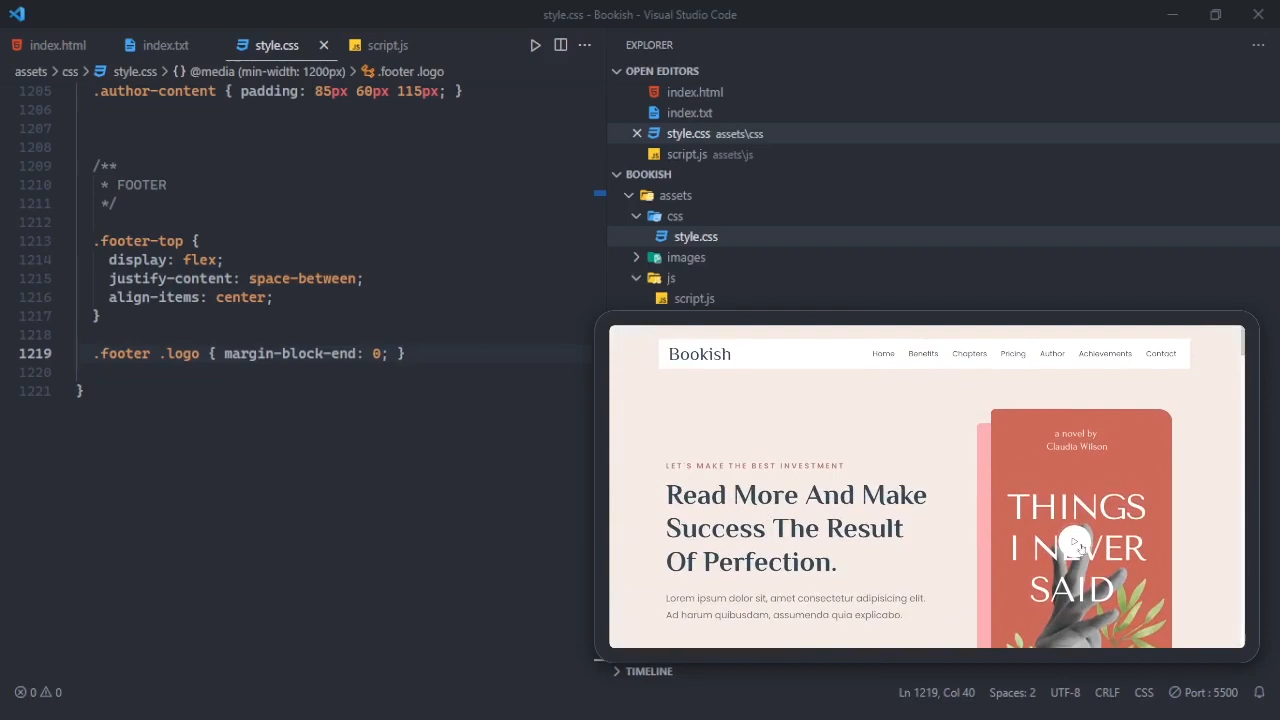 style.css - Bookish - Visual Studio Code
index.html
index.txt
style.css
script.js
assets > css > style.css > {} @media (min-width: 1200px) > .footer .logo
1205 .author-content { padding: 85px 60px 115px; }
1206
1207
1208
1209 /**
1210 * FOOTER
1211 */
1212
1213 .footer-top {
1214 display: flex;
1215 justify-content: space-between;
1216 align-items: center;
1217 }
1218
1219 .footer .logo { margin-block-end: 0; }
1220
1221 }
EXPLORER
OPEN EDITORS
index.html
index.txt
style.css assets\css
script.js assets\js
BOOKISH
assets
css
style.css
images
js
script.js
Bookish
Home Benefits Chapters Pricing Author Achievements Contact
LET'S MAKE THE BEST INVESTMENT
Read More And Make
Success The Result
Of Perfection.
Lorem ipsum dolor sit, amet consectetur adipisicing elit.
Ad harum quibusdam, assumenda quia explicabo.
a novel by
Claudia Wilson
THINGS
I NEVER
SAID
TIMELINE
0 0
Ln 1219, Col 40 Spaces: 2 UTF-8 CRLF CSS Port : 5500